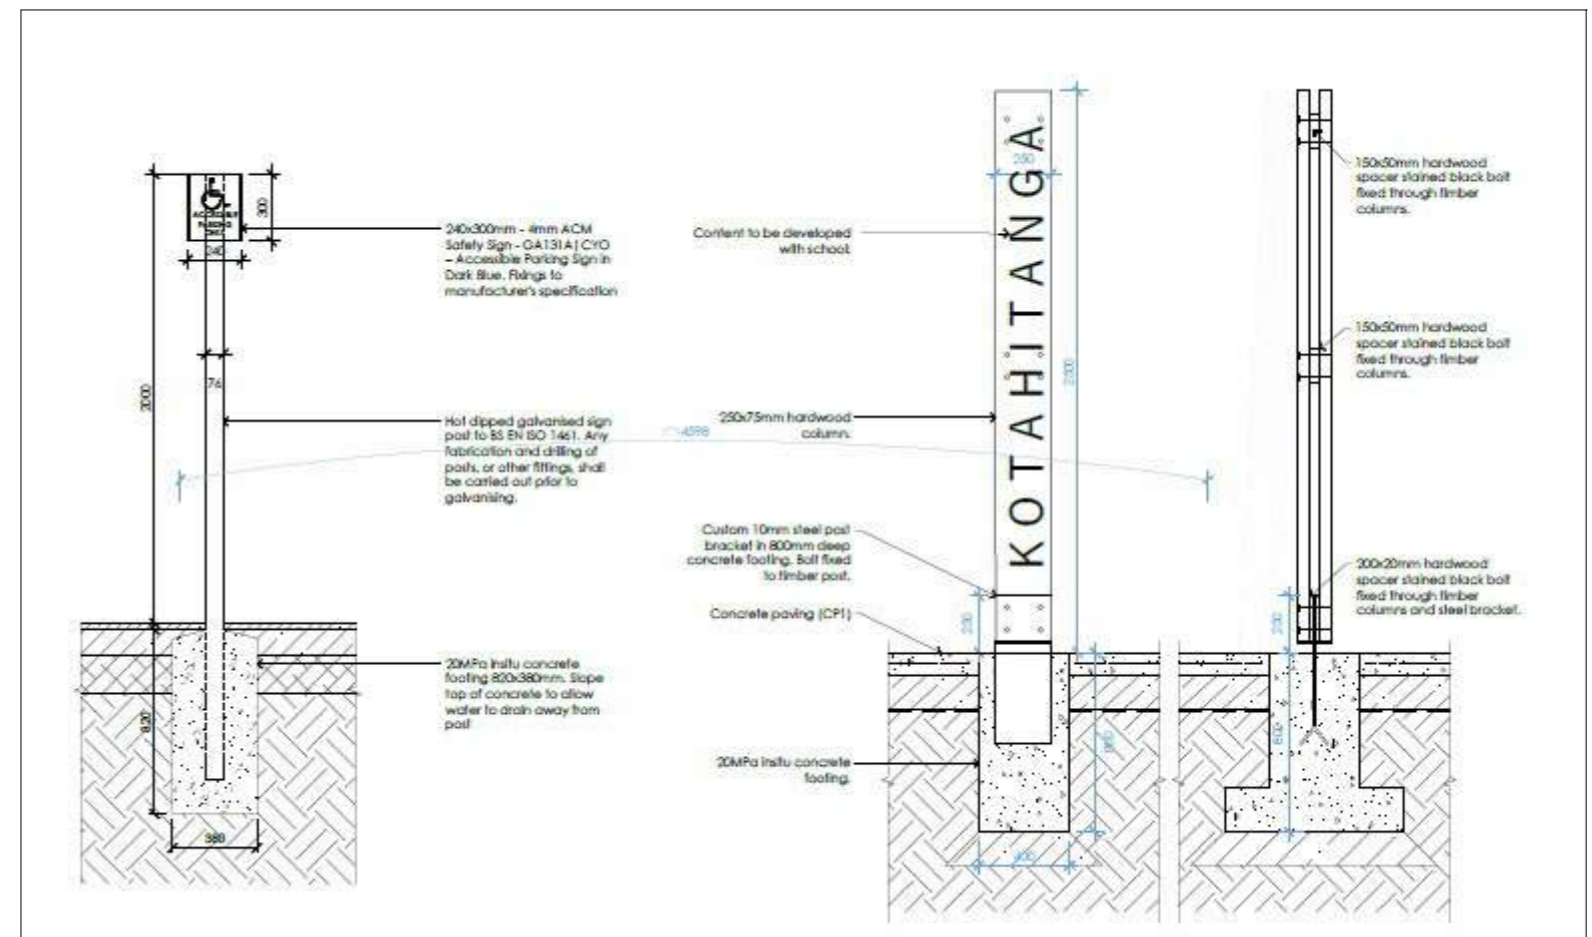 ACCESSIBLE
PARKING
ONLY
300
240
240x300mm - 4mm ACM
Safety Sign - GA131A| CYO
– Accessible Parking Sign in
Dark Blue. Fixings to
manufacturer's specification
76
2000
Hot dipped galvanised sign
post to BS EN ISO 1461. Any
fabrication and drilling of
posts, or other fittings, shall
be carried out prior to
galvanising.
20MPa insitu concrete
footing 820x380mm. Slope
top of concrete to allow
water to drain away from
post
820
380
Content to be developed
with school.
250
KOTAHITANGA
2500
250x75mm hardwood
column.
Custom 10mm steel post
bracket in 800mm deep
concrete footing. Bolt fixed
to timber post.
Concrete paving (CP1)
20MPa insitu concrete
footing.
400
150x50mm hardwood
spacer stained black bolt
fixed through timber
columns.
150x50mm hardwood
spacer stained black bolt
fixed through timber
columns.
200x20mm hardwood
spacer stained black bolt
fixed through timber
columns and steel bracket.